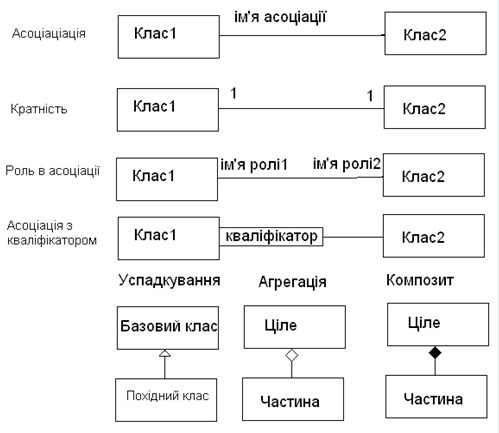 Асоціаціація Клас1 ім'я асоціації Клас2
Кратність Клас1 1 1 Клас2
Роль в асоціації Клас1 ім'я ролі1 ім'я ролі2 Клас2
Асоціація з
кваліфікатором Клас1 кваліфікатор Клас2
Успадкування Агрегація Композит
Базовий клас Ціле Ціле
Похідний клас Частина Частина